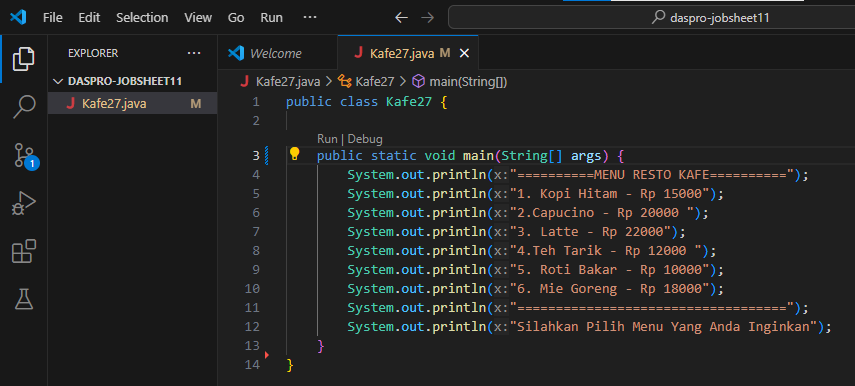 File Edit Selection View Go Run ··· daspro-jobsheet11
EXPLORER ···
DASPRO-JOBSHEET11
J Kafe27.java M
1
Welcome
J Kafe27.java M ×
J Kafe27.java > Kafe27 > main(String[])
1 public class Kafe27 {
2
Run | Debug
3 public static void main(String[] args) {
4 System.out.println(x:"==========MENU RESTO KAFE==========");
5 System.out.println(x:"1. Kopi Hitam - Rp 15000");
6 System.out.println(x:"2.Capucino - Rp 20000 ");
7 System.out.println(x:"3. Latte - Rp 22000");
8 System.out.println(x:"4.Teh Tarik - Rp 12000 ");
9 System.out.println(x:"5. Roti Bakar - Rp 10000");
10 System.out.println(x:"6. Mie Goreng - Rp 18000");
11 System.out.println(x:"===================================");
12 System.out.println(x:"Silahkan Pilih Menu Yang Anda Inginkan");
13 }
14 }